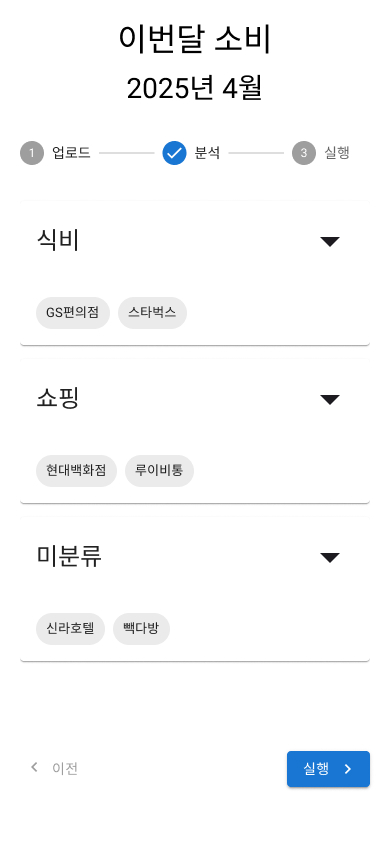 이번달 소비
2025년 4월
1 업로드 분석 3 실행
식비
GS편의점 스타벅스
쇼핑
현대백화점 루이비통
미분류
신라호텔 빽다방
이전 실행